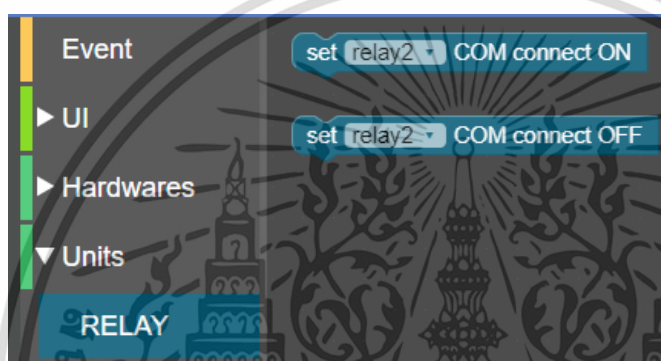 Event
UI
Hardwares
Units
RELAY
set relay2 COM connect ON
set relay2 COM connect OFF